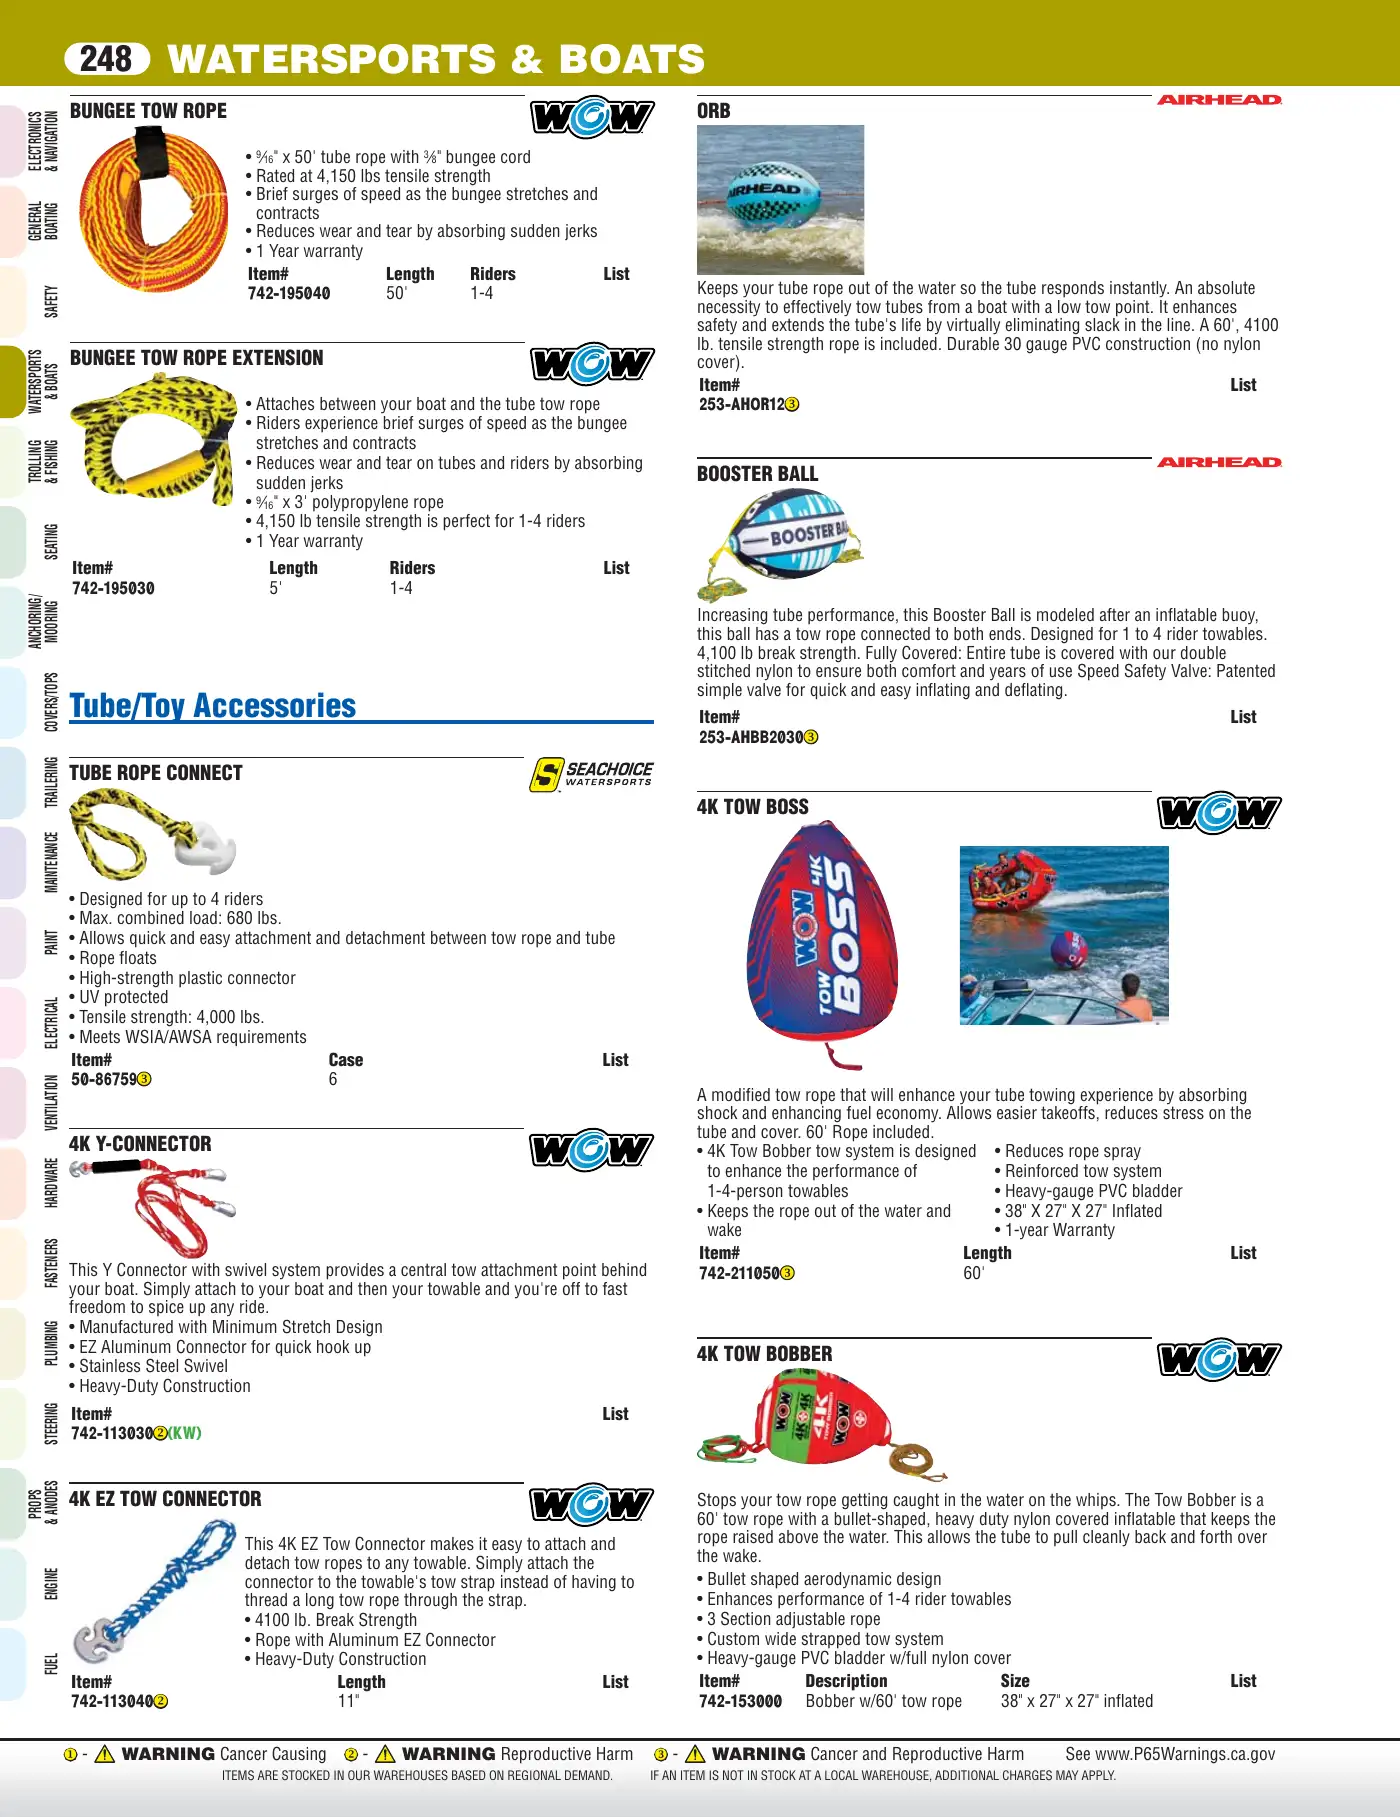 248 WATERSPORTS & BOATS
ELECTRONICS
& NAVIGATION
GENERAL
BOATING
SAFETY
WATERSPORTS
& BOATS
TROLLING
& FISHING
SEATING
ANCHORING/
MOORING
COVERS/TOPS
TRAILERING
MAINTENANCE
PAINT
ELECTRICAL
VENTILATION
HARDWARE
FASTENERS
PLUMBING
STEERING
PROPS
& ANODES
ENGINE
FUEL
BUNGEE TOW ROPE
WOW
• 9⁄16" x 50' tube rope with 3⁄8" bungee cord
• Rated at 4,150 lbs tensile strength
• Brief surges of speed as the bungee stretches and
contracts
• Reduces wear and tear by absorbing sudden jerks
• 1 Year warranty
Item# Length Riders List
742-195040 50' 1-4
BUNGEE TOW ROPE EXTENSION
WOW
• Attaches between your boat and the tube tow rope
• Riders experience brief surges of speed as the bungee
stretches and contracts
• Reduces wear and tear on tubes and riders by absorbing
sudden jerks
• 9⁄16" x 3' polypropylene rope
• 4,150 lb tensile strength is perfect for 1-4 riders
• 1 Year warranty
Item# Length Riders List
742-195030 5' 1-4
Tube/Toy Accessories
TUBE ROPE CONNECT
S SEACHOICE
WATERSPORTS
• Designed for up to 4 riders
• Max. combined load: 680 lbs.
• Allows quick and easy attachment and detachment between tow rope and tube
• Rope floats
• High-strength plastic connector
• UV protected
• Tensile strength: 4,000 lbs.
• Meets WSIA/AWSA requirements
Item# Case List
50-86759 3 6
4K Y-CONNECTOR
WOW
This Y Connector with swivel system provides a central tow attachment point behind
your boat. Simply attach to your boat and then your towable and you're off to fast
freedom to spice up any ride.
• Manufactured with Minimum Stretch Design
• EZ Aluminum Connector for quick hook up
• Stainless Steel Swivel
• Heavy-Duty Construction
Item# List
742-113030 2 (KW)
4K EZ TOW CONNECTOR
WOW
This 4K EZ Tow Connector makes it easy to attach and
detach tow ropes to any towable. Simply attach the
connector to the towable's tow strap instead of having to
thread a long tow rope through the strap.
• 4100 lb. Break Strength
• Rope with Aluminum EZ Connector
• Heavy-Duty Construction
Item# Length List
742-113040 2 11"
ORB
AIRHEAD
AIRHEAD
Keeps your tube rope out of the water so the tube responds instantly. An absolute
necessity to effectively tow tubes from a boat with a low tow point. It enhances
safety and extends the tube's life by virtually eliminating slack in the line. A 60', 4100
lb. tensile strength rope is included. Durable 30 gauge PVC construction (no nylon
cover).
Item# List
253-AHOR12 3
BOOSTER BALL
AIRHEAD
BOOSTER BA
Increasing tube performance, this Booster Ball is modeled after an inflatable buoy,
this ball has a tow rope connected to both ends. Designed for 1 to 4 rider towables.
4,100 lb break strength. Fully Covered: Entire tube is covered with our double
stitched nylon to ensure both comfort and years of use Speed Safety Valve: Patented
simple valve for quick and easy inflating and deflating.
Item# List
253-AHBB2030 3
4K TOW BOSS
WOW
WOW 4K
TOW BOSS
A modified tow rope that will enhance your tube towing experience by absorbing
shock and enhancing fuel economy. Allows easier takeoffs, reduces stress on the
tube and cover. 60' Rope included.
• 4K Tow Bobber tow system is designed
to enhance the performance of
1-4-person towables
• Keeps the rope out of the water and
wake
• Reduces rope spray
• Reinforced tow system
• Heavy-gauge PVC bladder
• 38" X 27" X 27" Inflated
• 1-year Warranty
Item# Length List
742-211050 3 60'
4K TOW BOBBER
WOW
WOW
4K 4K
4K
WOW
Stops your tow rope getting caught in the water on the whips. The Tow Bobber is a
60' tow rope with a bullet-shaped, heavy duty nylon covered inflatable that keeps the
rope raised above the water. This allows the tube to pull cleanly back and forth over
the wake.
• Bullet shaped aerodynamic design
• Enhances performance of 1-4 rider towables
• 3 Section adjustable rope
• Custom wide strapped tow system
• Heavy-gauge PVC bladder w/full nylon cover
Item# Description Size List
742-153000 Bobber w/60' tow rope 38" x 27" x 27" inflated
1 - WARNING Cancer Causing 2 - WARNING Reproductive Harm 3 - WARNING Cancer and Reproductive Harm See www.P65Warnings.ca.gov
ITEMS ARE STOCKED IN OUR WAREHOUSES BASED ON REGIONAL DEMAND. IF AN ITEM IS NOT IN STOCK AT A LOCAL WAREHOUSE, ADDITIONAL CHARGES MAY APPLY.